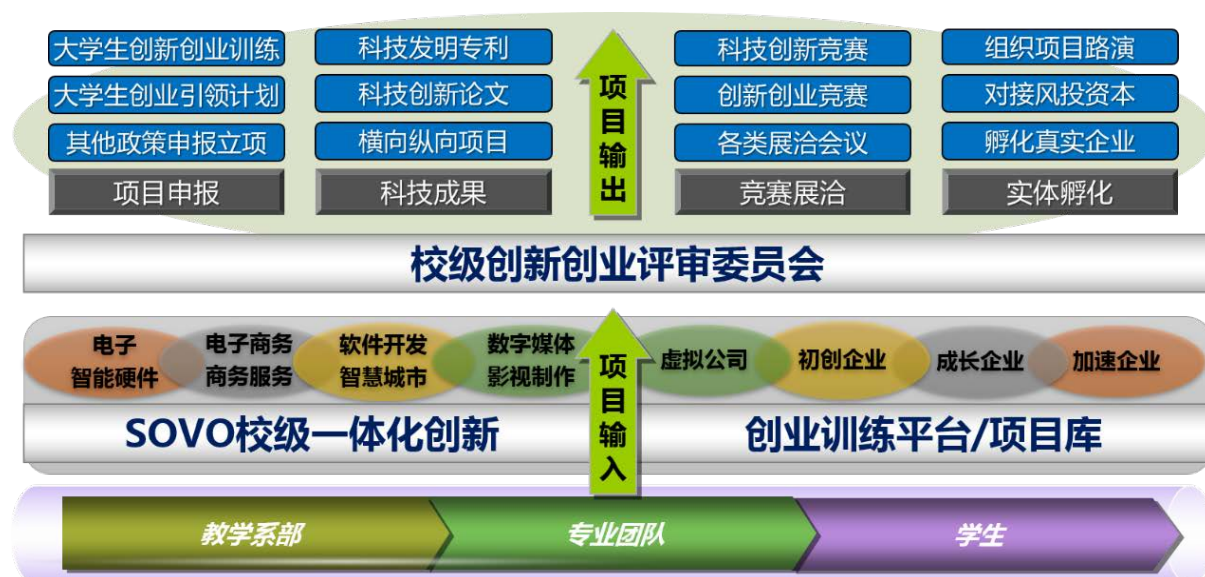 大学生创新创业训练
科技发明专利
科技创新竞赛
组织项目路演
大学生创业引领计划
科技创新论文
创新创业竞赛
对接风投资本
其他政策申报立项
横向纵向项目
各类展洽会议
孵化真实企业
项目申报
科技成果
项目输出
竞赛展洽
实体孵化
校级创新创业评审委员会
电子
智能硬件
电子商务
商务服务
软件开发
智慧城市
数字媒体
影视制作
项目输入
虚拟公司
初创企业
成长企业
加速企业
SOVO校级一体化创新
创业训练平台/项目库
教学系部
专业团队
学生